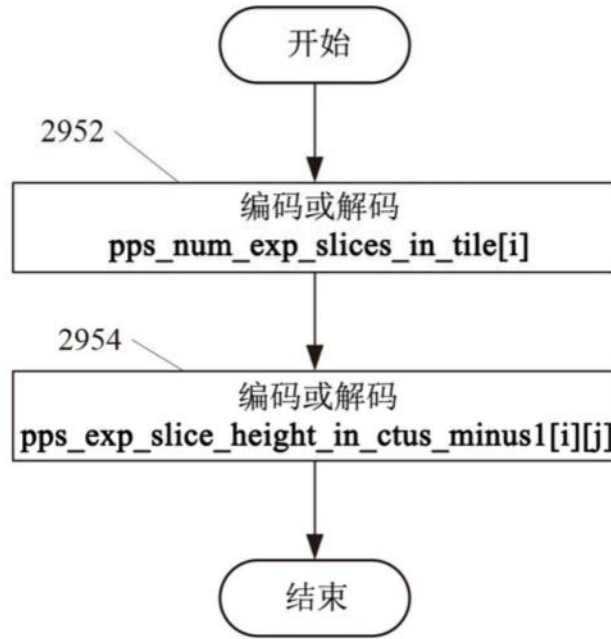 开始
2952
编码或解码
pps_num_exp_slices_in_tile[i]
2954
编码或解码
pps_exp_slice_height_in_ctus_minus1[i][j]
结束